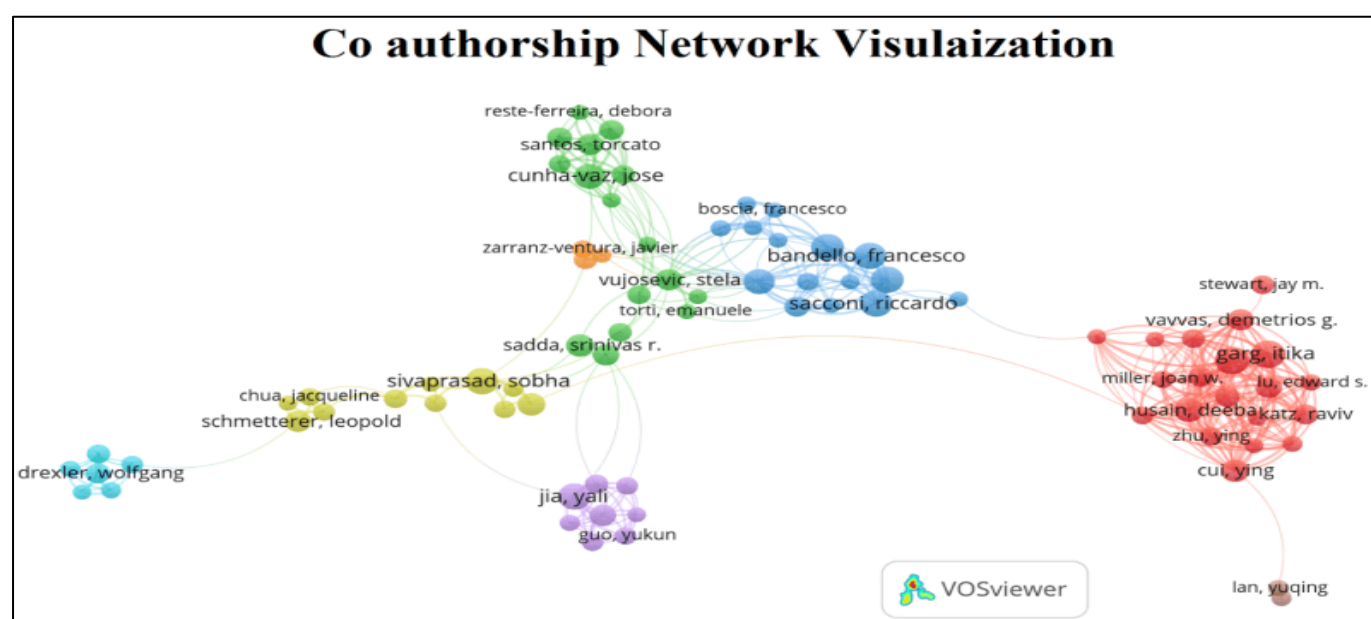 Co authorship Network Visulaization
reste-ferreira, debora
santos, torcato
cunha-vaz, jose
boscia, francesco
zarranz-ventura, javier
bandello, francesco
vujosevic, stela
stewart, jay m.
sacconi, riccardo
torti, emanuele
vavvas, demetrios g.
sadda, srinivas r.
garg, itika
miller, joan w.
lu, edward s.
sivaprasad, sobha
chua, jacqueline
husain, deeba
katz, raviv
schmetterer, leopold
zhu, ying
drexler, wolfgang
cui, ying
jia, yali
guo, yukun
lan, yuqing
VOSviewer